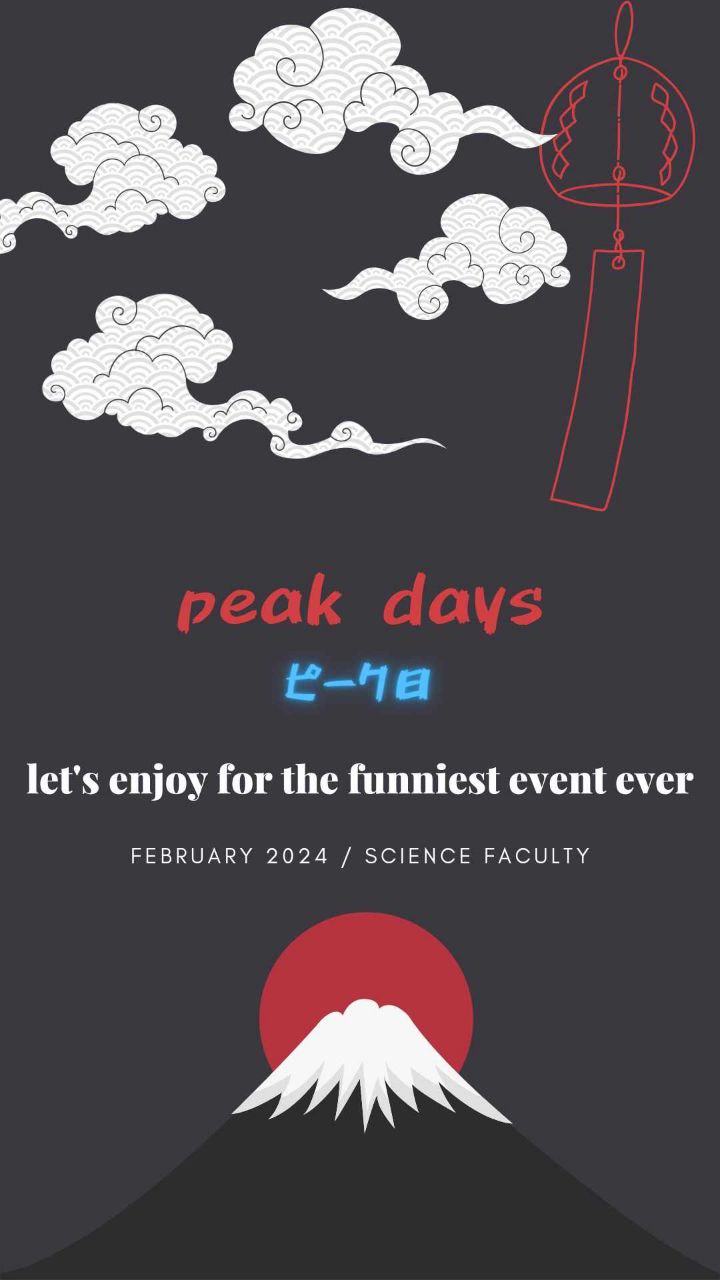 peak days
ピーク日
let's enjoy for the funniest event ever
FEBRUARY 2024 / SCIENCE FACULTY